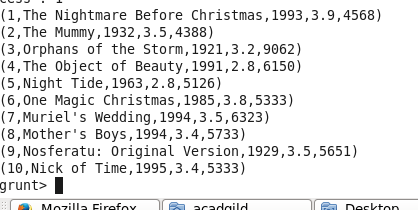 (1,The Nightmare Before Christmas,1993,3.9,4568)
(2,The Mummy,1932,3.5,4388)
(3,Orphans of the Storm,1921,3.2,9062)
(4,The Object of Beauty,1991,2.8,6150)
(5,Night Tide,1963,2.8,5126)
(6,One Magic Christmas,1985,3.8,5333)
(7,Muriel's Wedding,1994,3.5,6323)
(8,Mother's Boys,1994,3.4,5733)
(9,Nosferatu: Original Version,1929,3.5,5651)
(10,Nick of Time,1995,3.4,5333)
grunt>
Mozilla Firefox acadgild Desktop